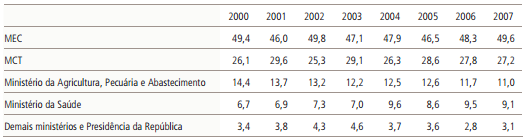 2000 2001 2002 2003 2004 2005 2006 2007
MEC 49,4 46,0 49,8 47,1 47,9 46,5 48,3 49,6
MCT 26,1 29,6 25,3 29,1 26,3 28,6 27,8 27,2
Ministério da Agricultura, Pecuária e Abastecimento 14,4 13,7 13,2 12,2 12,5 12,6 11,7 11,0
Ministério da Saúde 6,7 6,9 7,3 7,0 9,6 8,6 9,5 9,1
Demais ministérios e Presidência da República 3,4 3,8 4,3 4,6 3,7 3,6 2,8 3,1